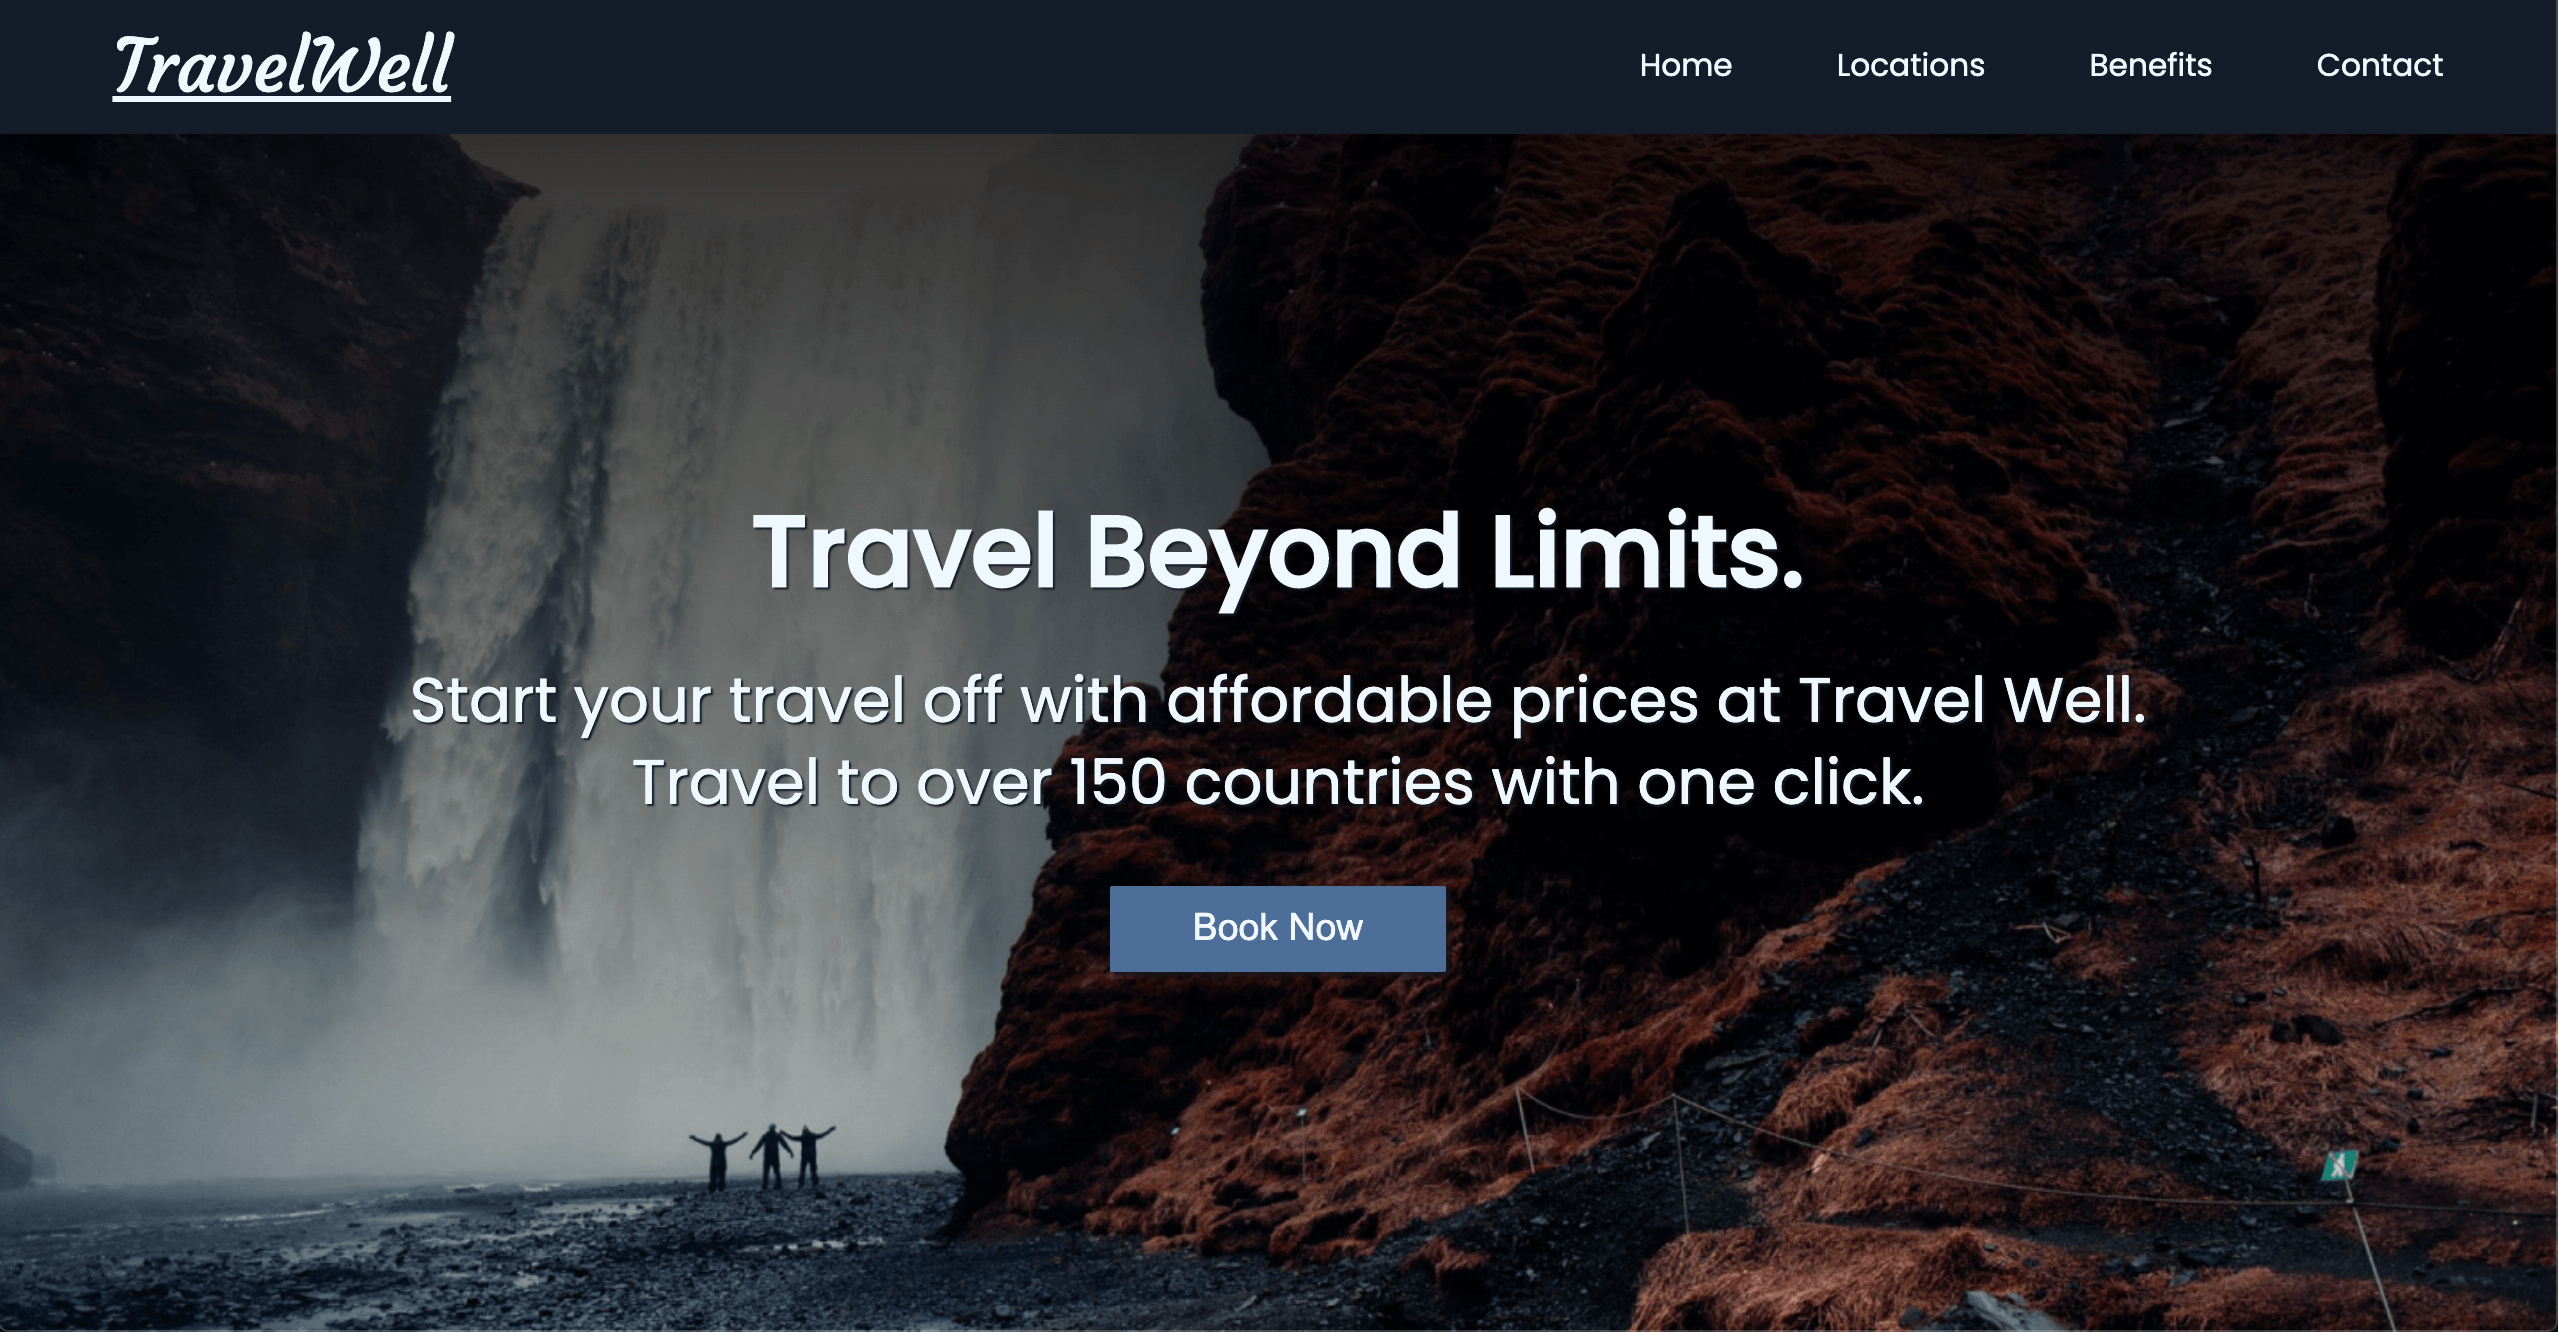 TravelWell
Home Locations Benefits Contact
Travel Beyond Limits.
Start your travel off with affordable prices at Travel Well.
Travel to over 150 countries with one click.
Book Now